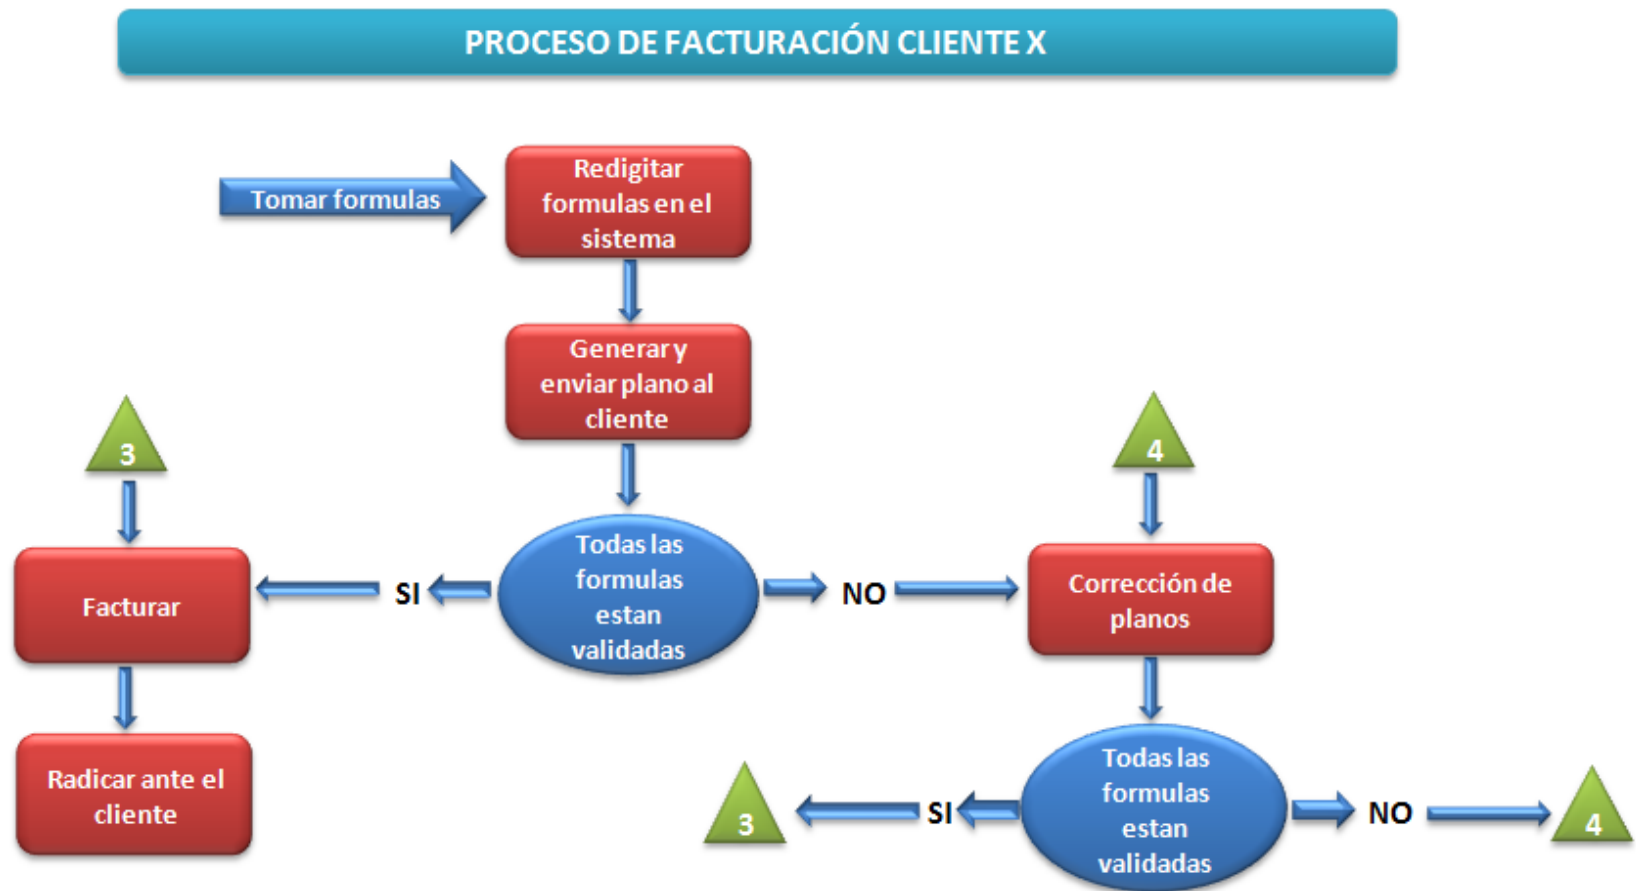 PROCESO DE FACTURACIÓN CLIENTE X
Tomar formulas
Redigitar
formulas en el
sistema
Generar y
enviar plano al
cliente
3
4
Todas las
formulas
estan
validadas
SI
NO
Facturar
Corrección de
planos
Radicar ante el
cliente
Todas las
formulas
estan
validadas
3
SI
NO
4